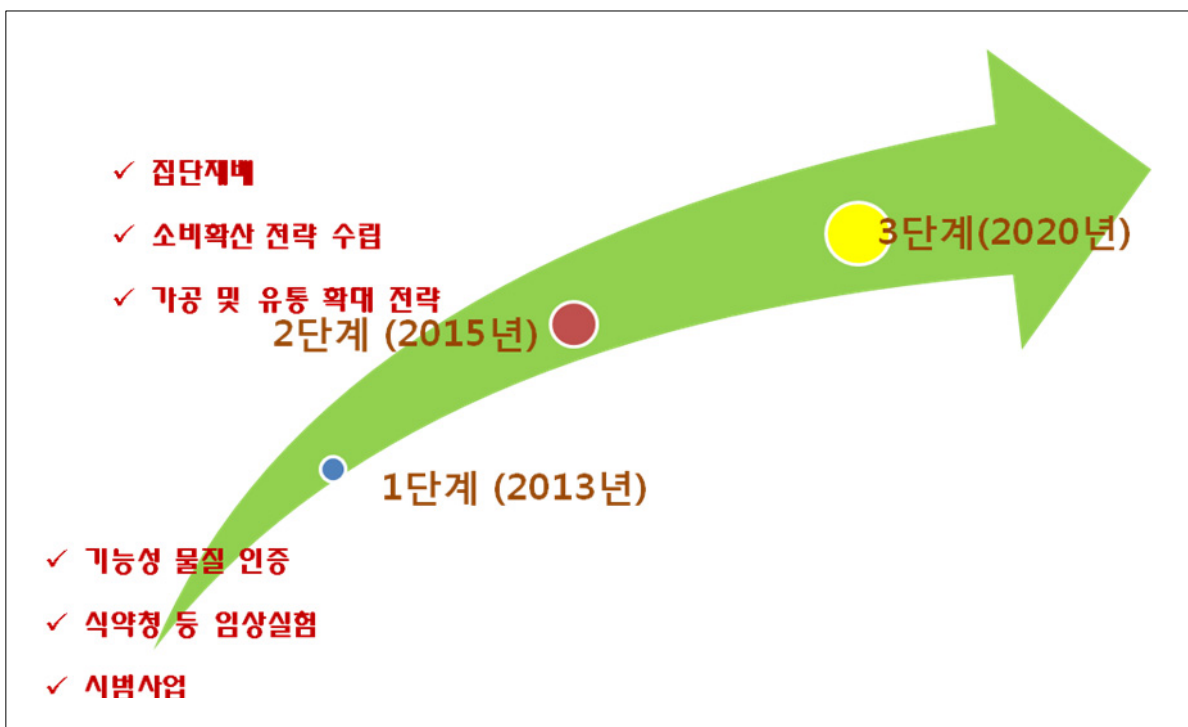 ✓ 집단재배
✓ 소비확산 전략 수립
✓ 가공 및 유통 확대 전략
3단계(2020년)
2단계 (2015년)
1단계 (2013년)
✓ 기능성 물질 인증
✓ 식약청 등 임상실험
✓ 시범사업